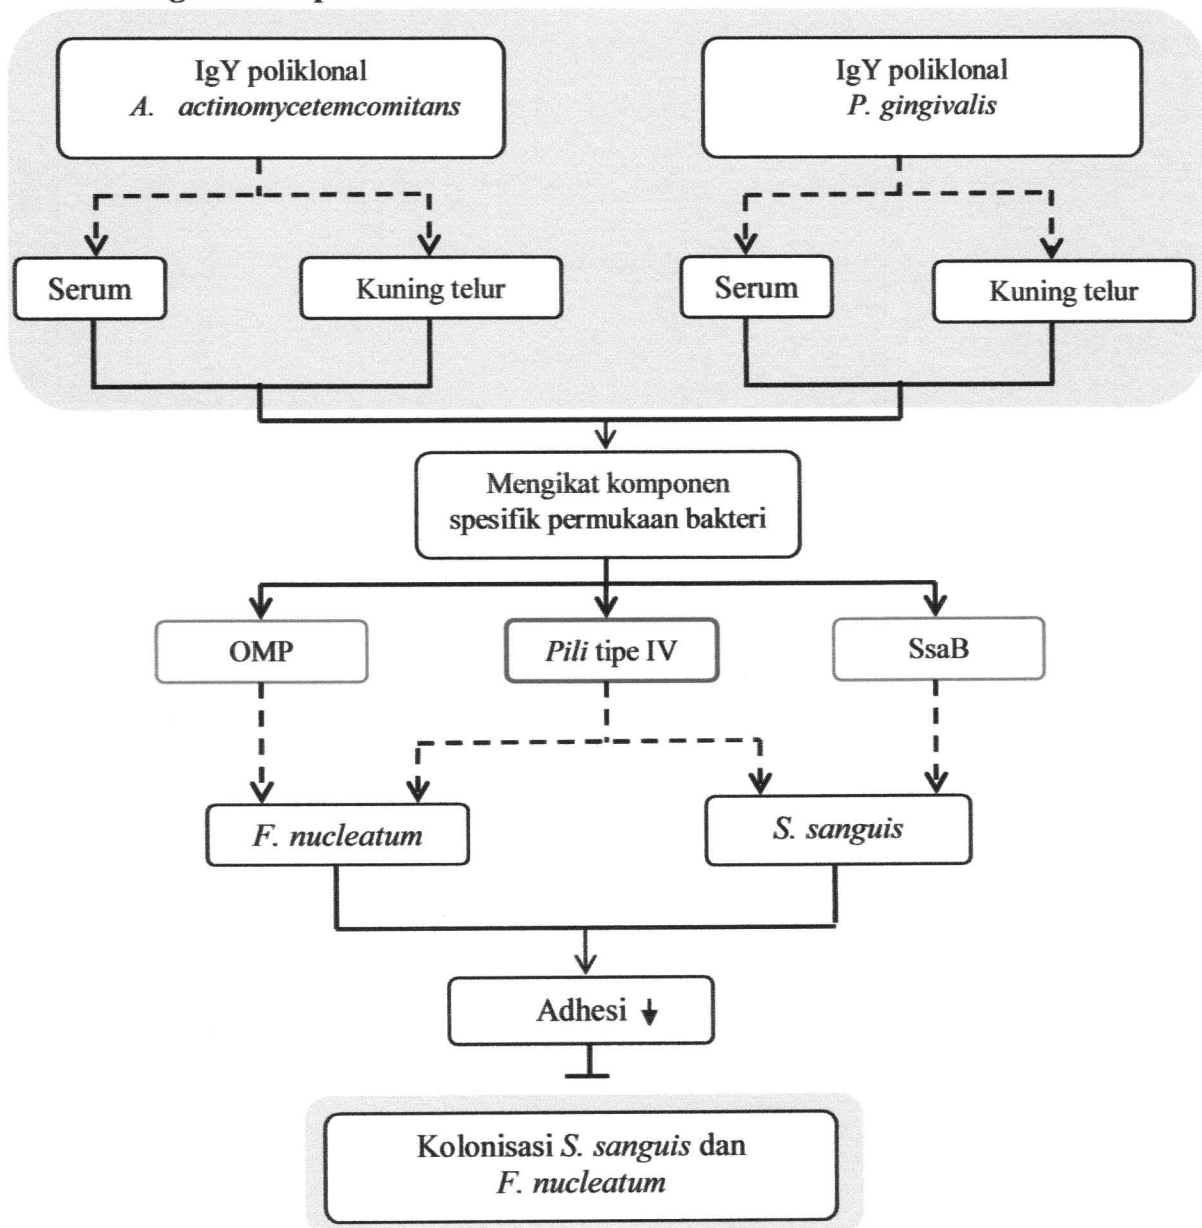 IgY poliklonal
A. actinomycetemcomitans
IgY poliklonal
P. gingivalis
Serum
Kuning telur
Serum
Kuning telur
Mengikat komponen
spesifik permukaan bakteri
OMP
Pili tipe IV
SsaB
F. nucleatum
S. sanguis
Adhesi ↓
Kolonisasi S. sanguis dan
F. nucleatum